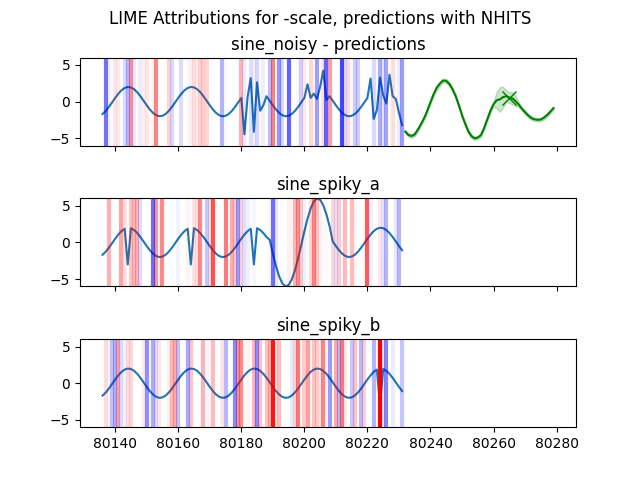 LIME Attributions for -scale, predictions with NHITS
sine_noisy - predictions
5
0
−5
sine_spiky_a
5
0
−5
sine_spiky_b
5
0
−5
80140 80160 80180 80200 80220 80240 80260 80280